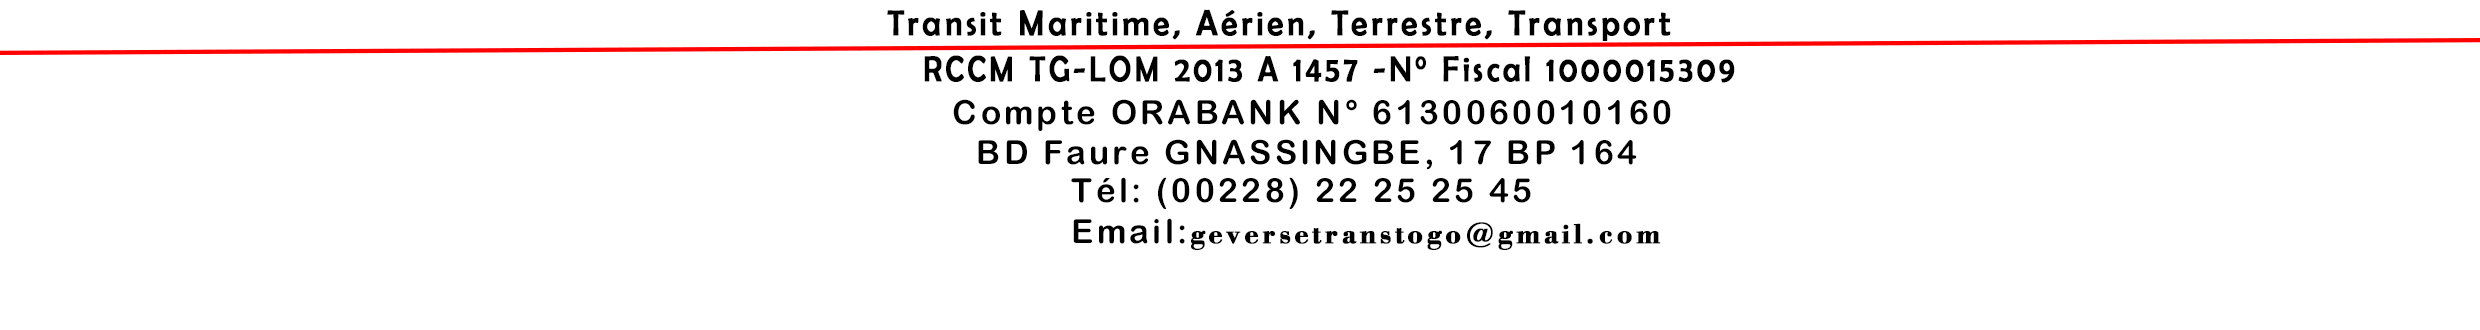 Transit Maritime, Aérien, Terrestre, Transport
RCCM TG-LOM 2013 A 1457 -Nº Fiscal 1000015309
Compte ORABANK N° 6130060010160
BD Faure GNASSINGBE, 17 BP 164
Tél: (00228) 22 25 25 45
Email:geversetranstogo@gmail.com